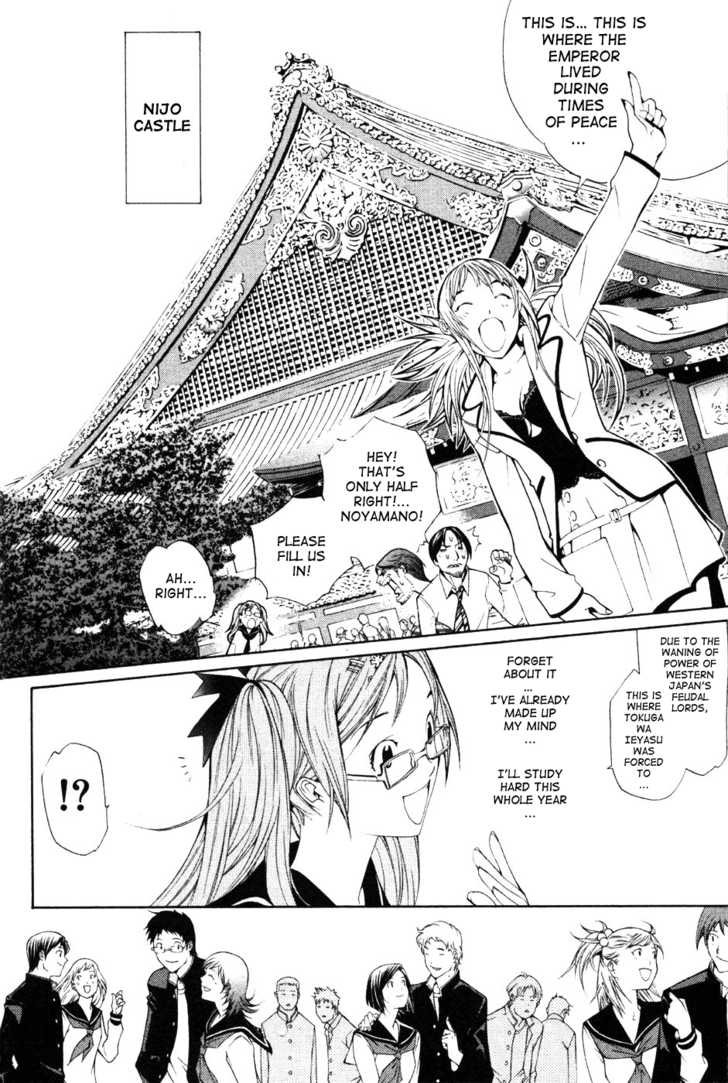 THIS IS... THIS IS
WHERE THE
EMPEROR
LIVED
DURING
TIMES
OF PEACE
...
NIJO
CASTLE
HEY!
THAT'S
ONLY HALF
RIGHT!...
NOYAMANO!
PLEASE
FILL US
IN!
AH...
RIGHT...
DUE TO THE
WANING OF
POWER OF
WESTERN
JAPAN'S
FEUDAL
LORDS,
THIS IS
WHERE
TOKUGA
WA
IEYASU
WAS
FORCED
TO
...
FORGET
ABOUT IT
...
I'VE ALREADY
MADE UP
MY MIND
...
I'LL STUDY
HARD THIS
WHOLE YEAR
...
!?